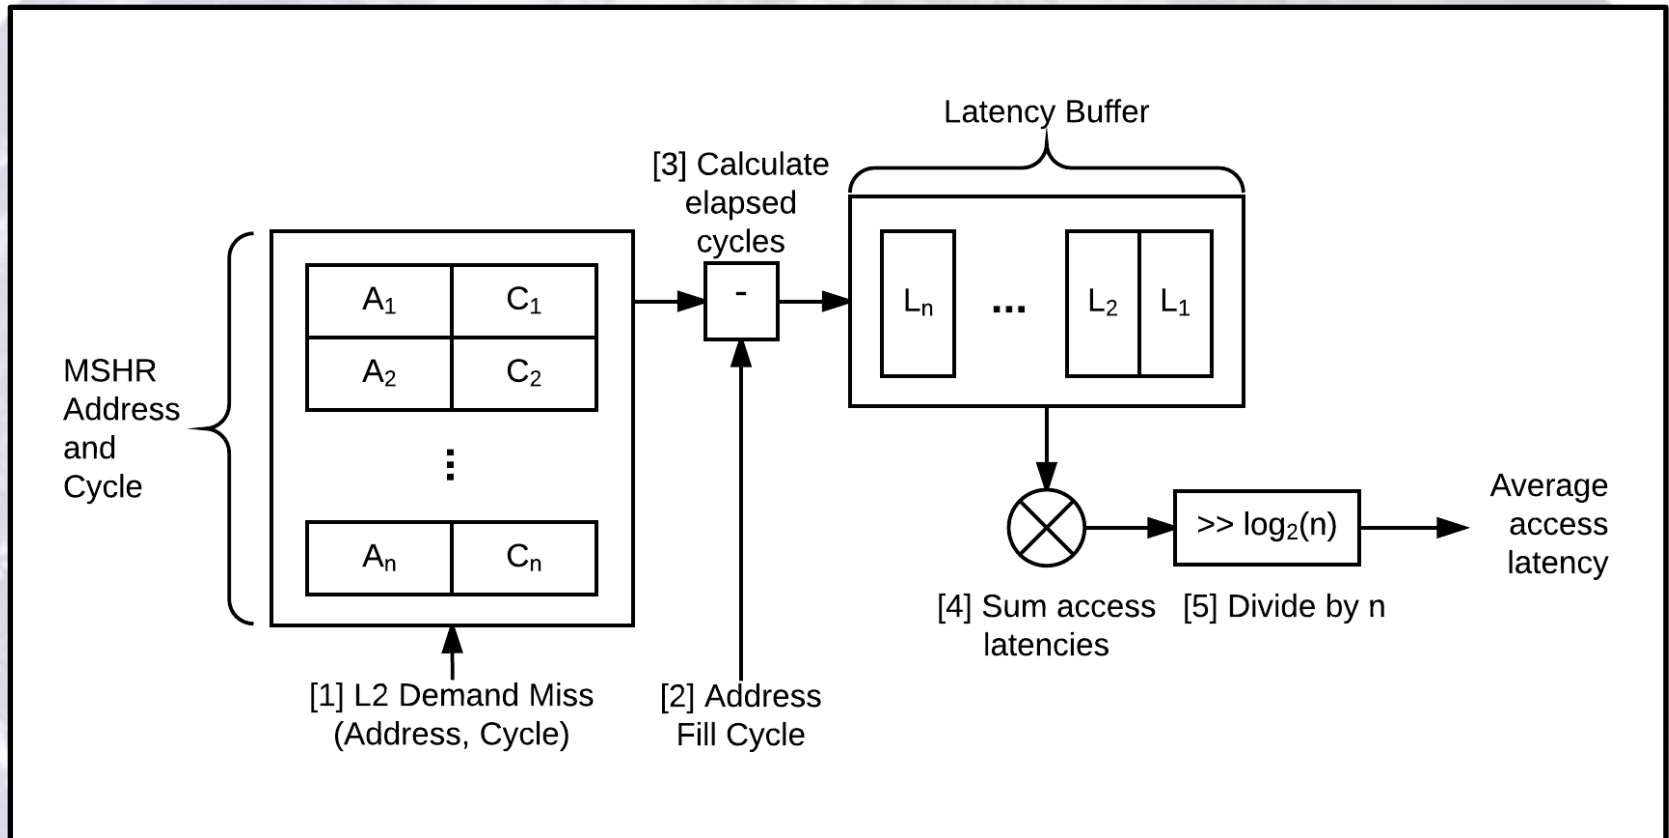 Latency Buffer
[3] Calculate
elapsed
cycles
-
MSHR
Address
and
Cycle
A₁ C₁
A₂ C₂
⋮
Aₙ Cₙ
Lₙ ... L₂ L₁
>> log₂(n)
Average
access
latency
[4] Sum access
latencies
[5] Divide by n
[1] L2 Demand Miss
(Address, Cycle)
[2] Address
Fill Cycle